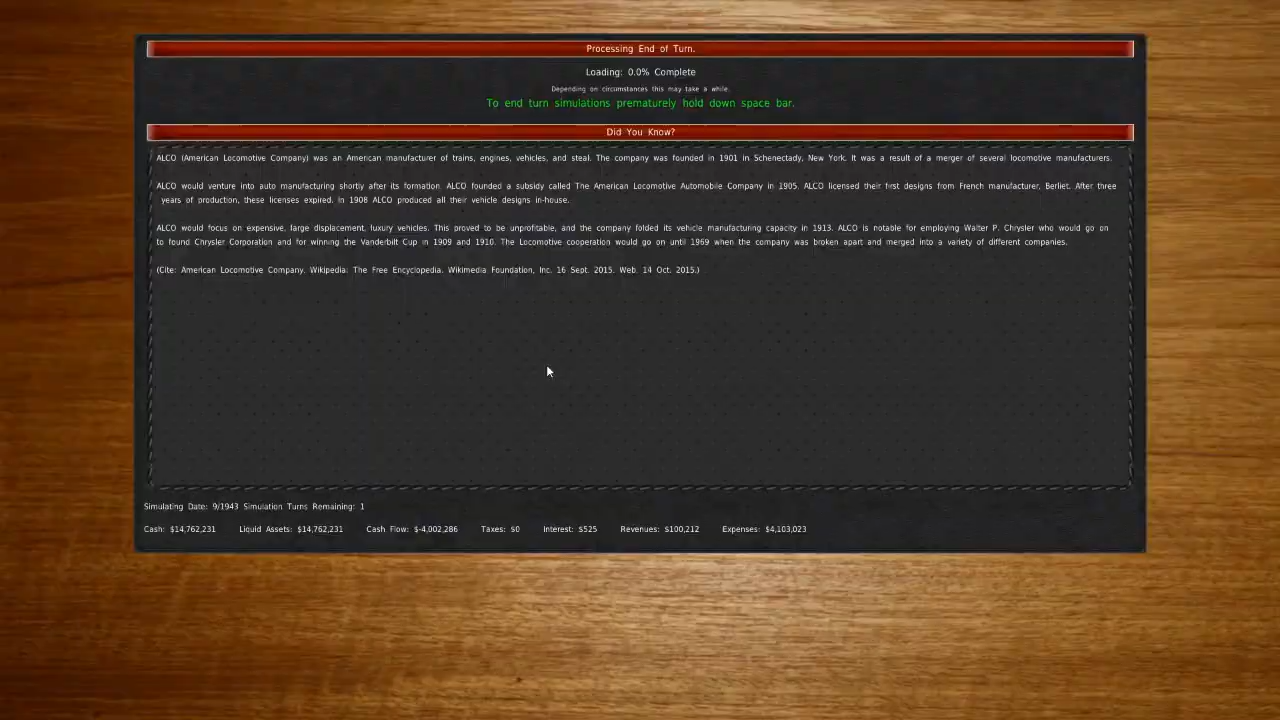 Processing End of Turn.
Loading: 0.0% Complete
Depending on circumstances this may take a while.
To end turn simulations prematurely hold down space bar.
Did You Know?
ALCO (American Locomotive Company) was an American manufacturer of trains, engines, vehicles, and steal. The company was founded in 1901 in Schenectady, New York. It was a result of a merger of several locomotive manufacturers.
ALCO would venture into auto manufacturing shortly after its formation. ALCO founded a subsidy called The American Locomotive Automobile Company in 1905. ALCO licensed their first designs from French manufacturer, Berliet. After three
years of production, these licenses expired. In 1908 ALCO produced all their vehicle designs in-house.
ALCO would focus on expensive, large displacement, luxury vehicles. This proved to be unprofitable, and the company folded its vehicle manufacturing capacity in 1913. ALCO is notable for employing Walter P. Chrysler who would go on
to found Chrysler Corporation and for winning the Vanderbilt Cup in 1909 and 1910. The Locomotive cooperation would go on until 1969 when the company was broken apart and merged into a variety of different companies.
(Cite: American Locomotive Company. Wikipedia: The Free Encyclopedia. Wikimedia Foundation, Inc. 16 Sept. 2015. Web. 14 Oct. 2015.)
Simulating Date: 9/1943 Simulation Turns Remaining: 1
Cash: $14,762,231 Liquid Assets: $14,762,231 Cash Flow: $-4,002,286 Taxes: $0 Interest: $525 Revenues: $100,212 Expenses: $4,103,023